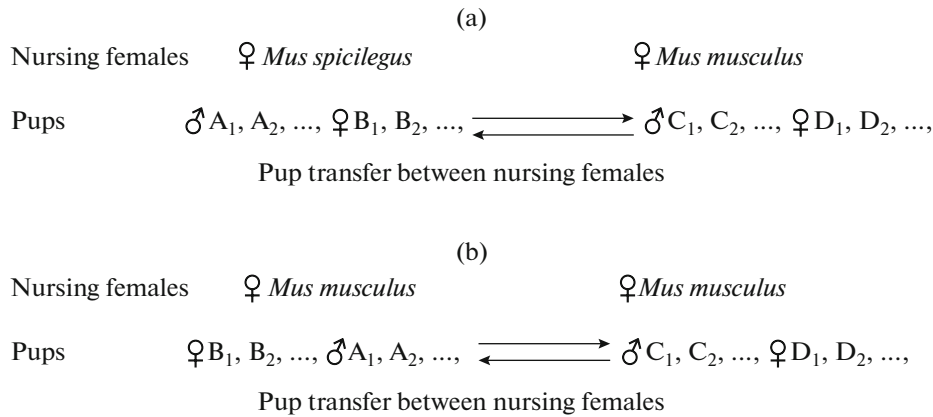 (a)
Nursing females ♀ Mus spicilegus ♀ Mus musculus
Pups ♂A₁, A₂, ..., ♀B₁, B₂, ..., ♂C₁, C₂, ..., ♀D₁, D₂, ...,
Pup transfer between nursing females
(b)
Nursing females ♀ Mus musculus ♀Mus musculus
Pups ♀B₁, B₂, ..., ♂A₁, A₂, ..., ♂C₁, C₂, ..., ♀D₁, D₂, ...,
Pup transfer between nursing females